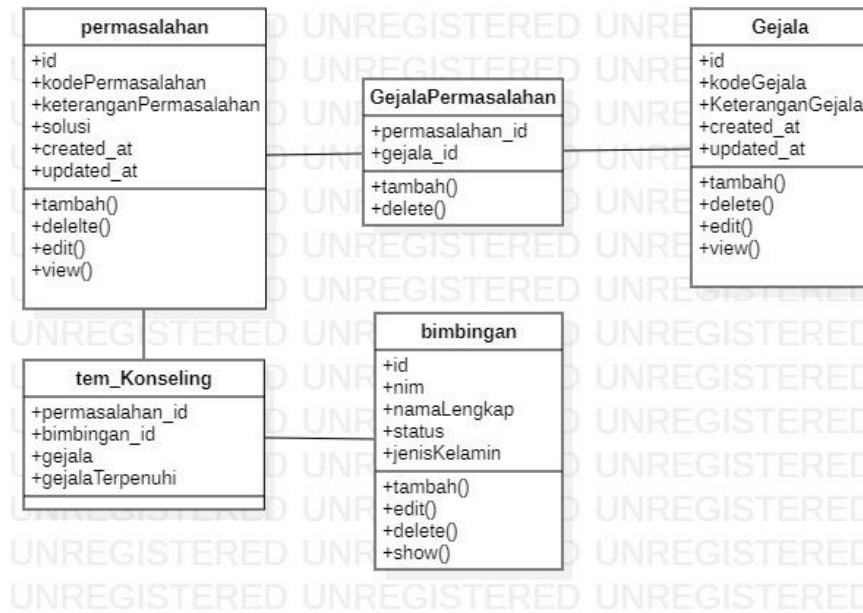 permasalahan
+id
+kodePermasalahan
+keteranganPermasalahan
+solusi
+created_at
+updated_at
+tambah()
+delelte()
+edit()
+view()
GejalaPermasalahan
+permasalahan_id
+gejala_id
+tambah()
+delete()
Gejala
+id
+kodeGejala
+KeteranganGejala
+created_at
+updated_at
+tambah()
+delete()
+edit()
+view()
tem_Konseling
+permasalahan_id
+bimbingan_id
+gejala
+gejalaTerpenuhi
bimbingan
+id
+nim
+namaLengkap
+status
+jenisKelamin
+tambah()
+edit()
+delete()
+show()
UNREGISTERED UNREGISTERED UNREGISTERED